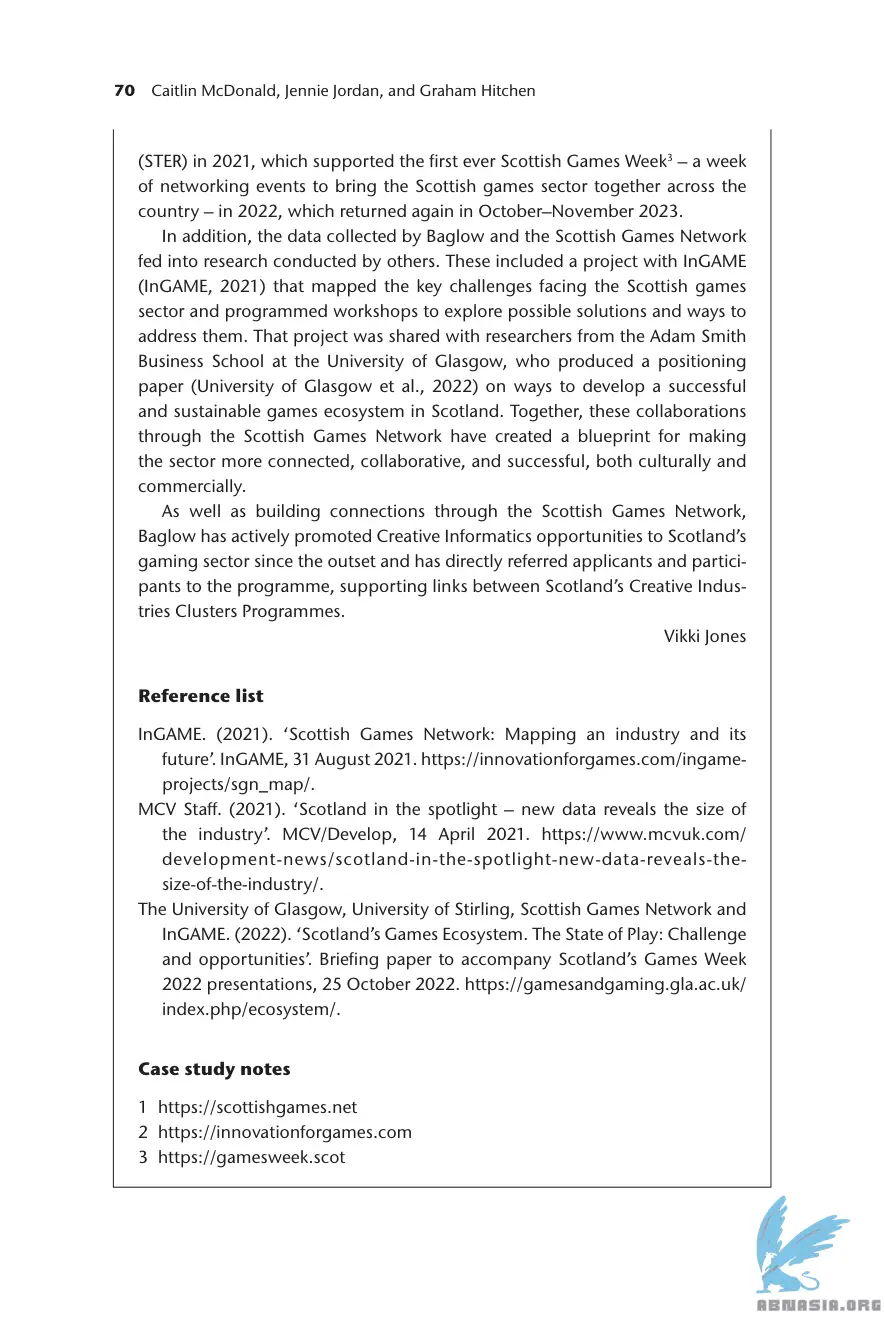 70 Caitlin McDonald, Jennie Jordan, and Graham Hitchen
(STER) in 2021, which supported the first ever Scottish Games Week³ – a week
of networking events to bring the Scottish games sector together across the
country – in 2022, which returned again in October–November 2023.
In addition, the data collected by Baglow and the Scottish Games Network
fed into research conducted by others. These included a project with InGAME
(InGAME, 2021) that mapped the key challenges facing the Scottish games
sector and programmed workshops to explore possible solutions and ways to
address them. That project was shared with researchers from the Adam Smith
Business School at the University of Glasgow, who produced a positioning
paper (University of Glasgow et al., 2022) on ways to develop a successful
and sustainable games ecosystem in Scotland. Together, these collaborations
through the Scottish Games Network have created a blueprint for making
the sector more connected, collaborative, and successful, both culturally and
commercially.
As well as building connections through the Scottish Games Network,
Baglow has actively promoted Creative Informatics opportunities to Scotland's
gaming sector since the outset and has directly referred applicants and partici-
pants to the programme, supporting links between Scotland's Creative Indus-
tries Clusters Programmes.
Vikki Jones
Reference list
InGAME. (2021). 'Scottish Games Network: Mapping an industry and its
future'. InGAME, 31 August 2021. https://innovationforgames.com/ingame-
projects/sgn_map/.
MCV Staff. (2021). 'Scotland in the spotlight – new data reveals the size of
the industry'. MCV/Develop, 14 April 2021. https://www.mcvuk.com/
development-news/scotland-in-the-spotlight-new-data-reveals-the-
size-of-the-industry/.
The University of Glasgow, University of Stirling, Scottish Games Network and
InGAME. (2022). 'Scotland's Games Ecosystem. The State of Play: Challenge
and opportunities'. Briefing paper to accompany Scotland's Games Week
2022 presentations, 25 October 2022. https://gamesandgaming.gla.ac.uk/
index.php/ecosystem/.
Case study notes
1 https://scottishgames.net
2 https://innovationforgames.com
3 https://gamesweek.scot
ABNASIA.ORG